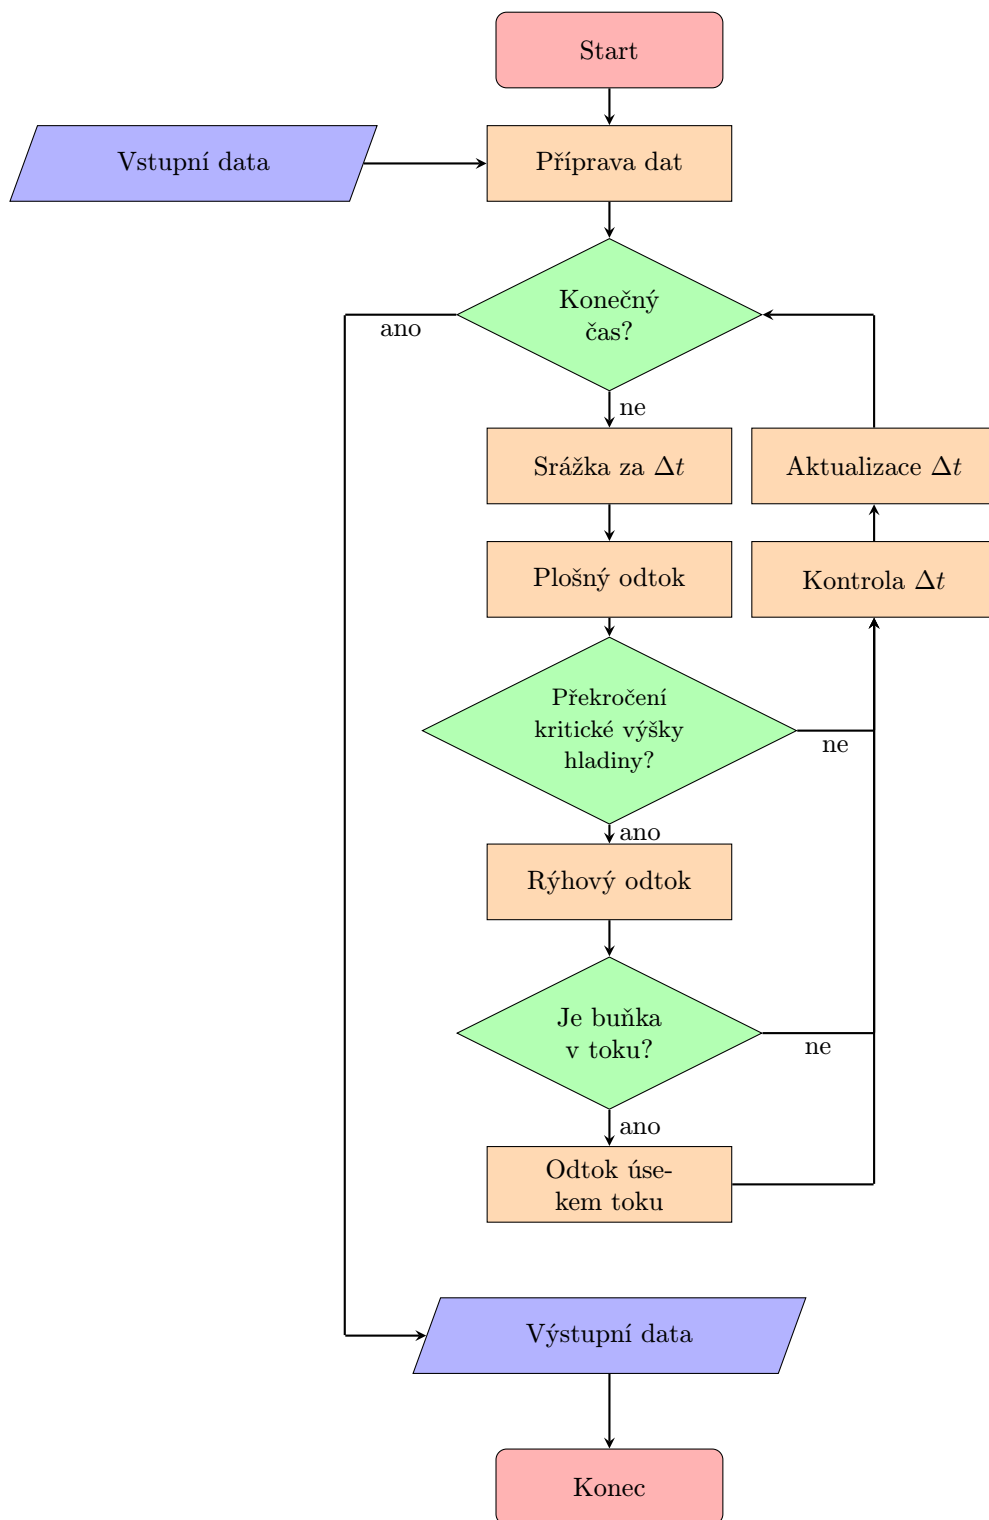 Start
Vstupní data
Příprava dat
Konečný
čas?
ano
ne
Srážka za Δt
Aktualizace Δt
Plošný odtok
Kontrola Δt
Překročení
kritické výšky
hladiny?
ne
ano
Rýhový odtok
Je buňka
v toku?
ne
ano
Odtok úse-
kem toku
Výstupní data
Konec